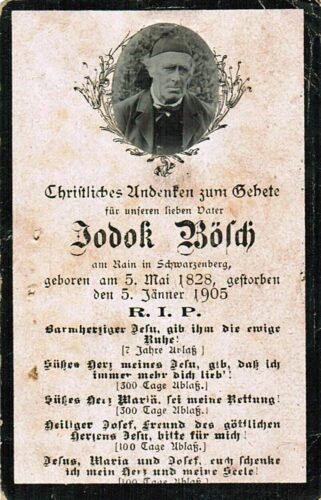 Christliches Andenken zum Gebete
für unseren lieben Vater
Jodok Bösch
am Rain in Schwarzenberg,
geboren am 5. Mai 1828, gestorben
den 5. Jänner 1905
R. I. P.
Barmherziger Jesu, gib ihm die ewige
Ruhe!
[7 Jahre Ablaß]
Süßes Herz meines Jesu, gib, daß ich
immer mehr dich lieb'!
[300 Tage Ablaß.]
Süßes Herz Mariä, sei meine Rettung!
[300 Tage Ablaß.]
Heiliger Josef, Freund des göttlichen
Herzens Jesu, bitte für mich!
[100 Tage Ablaß.]
Jesus, Maria und Josef, euch schenke
ich mein Herz und meine Seele!
[100 Tage Ablaß.]